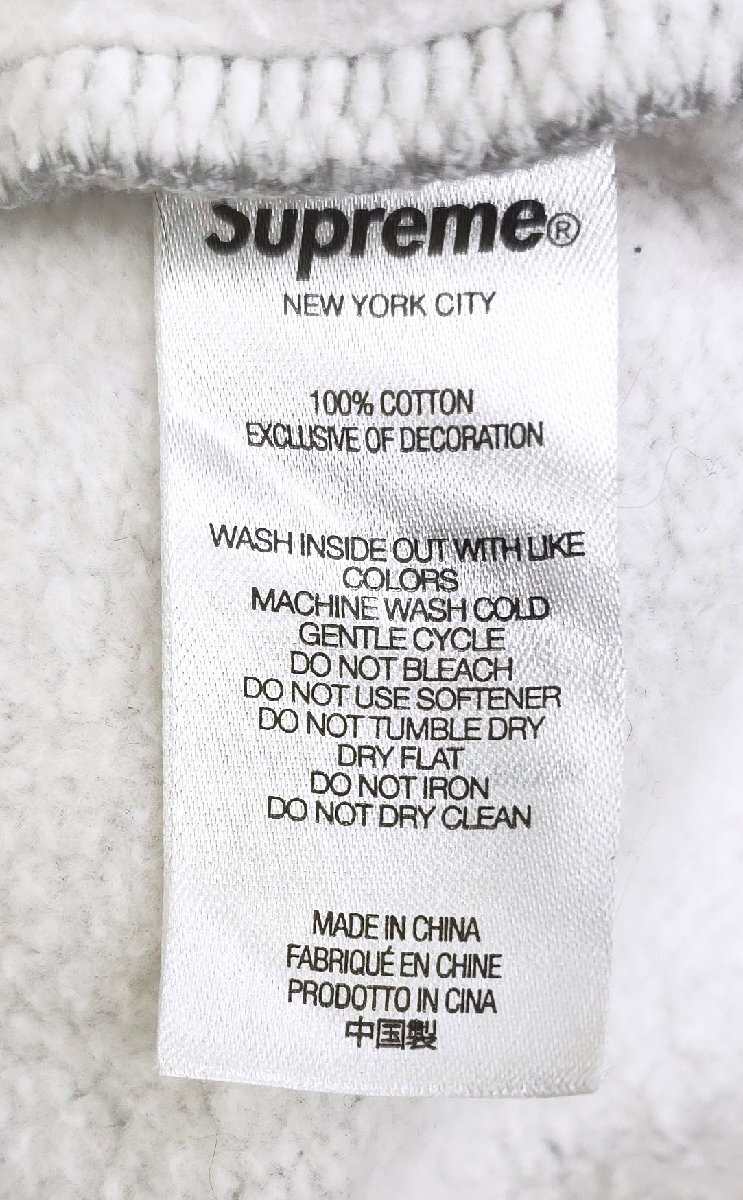 Supreme®
NEW YORK CITY
100% COTTON
EXCLUSIVE OF DECORATION
WASH INSIDE OUT WITH LIKE
COLORS
MACHINE WASH COLD
GENTLE CYCLE
DO NOT BLEACH
DO NOT USE SOFTENER
DO NOT TUMBLE DRY
DRY FLAT
DO NOT IRON
DO NOT DRY CLEAN
MADE IN CHINA
FABRIQUÉ EN CHINE
PRODOTTO IN CINA
中国製